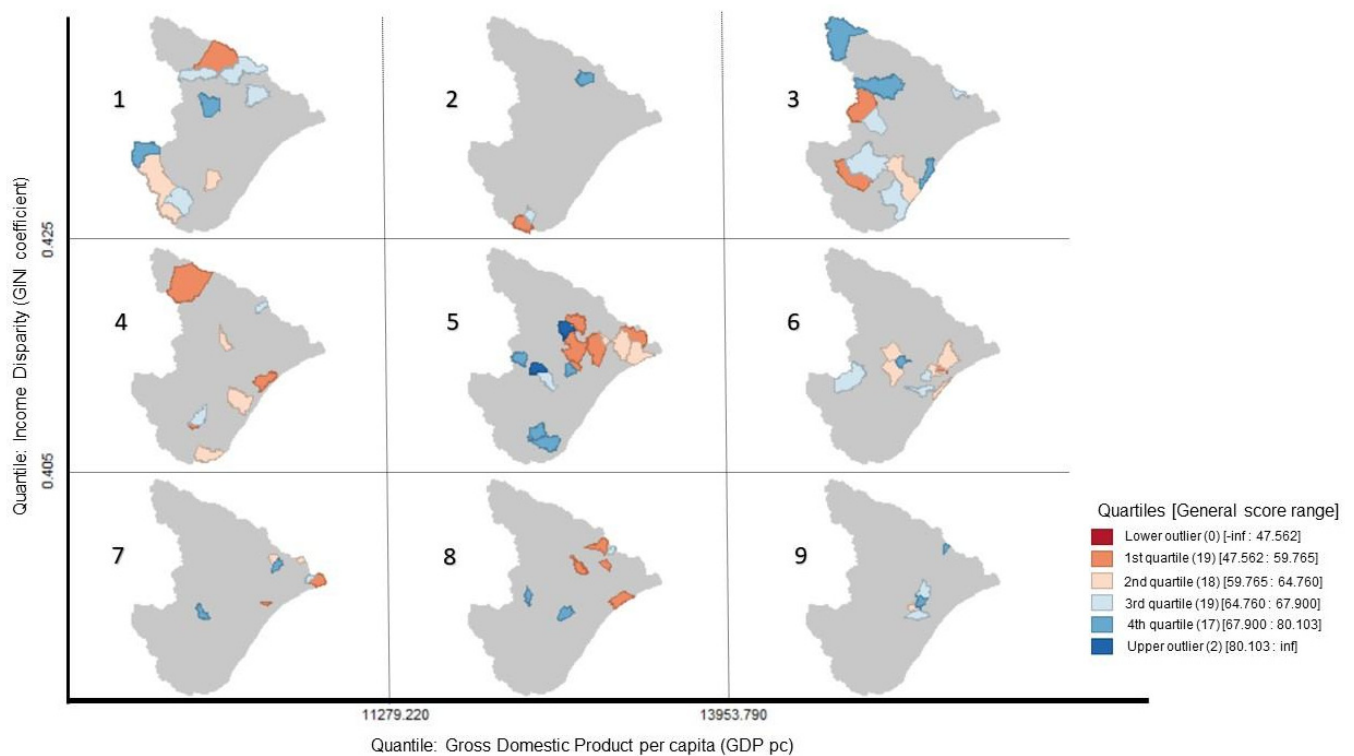 1
2
3
Quantile: Income Disparity (GINI coefficient)
0.425
4
5
6
0.405
7
8
9
Quartiles [General score range]
Lower outlier (0) [-inf : 47.562]
1st quartile (19) [47.562 : 59.765]
2nd quartile (18) [59.765 : 64.760]
3rd quartile (19) [64.760 : 67.900]
4th quartile (17) [67.900 : 80.103]
Upper outlier (2) [80.103 : inf]
11279.220
13953.790
Quantile: Gross Domestic Product per capita (GDP pc)